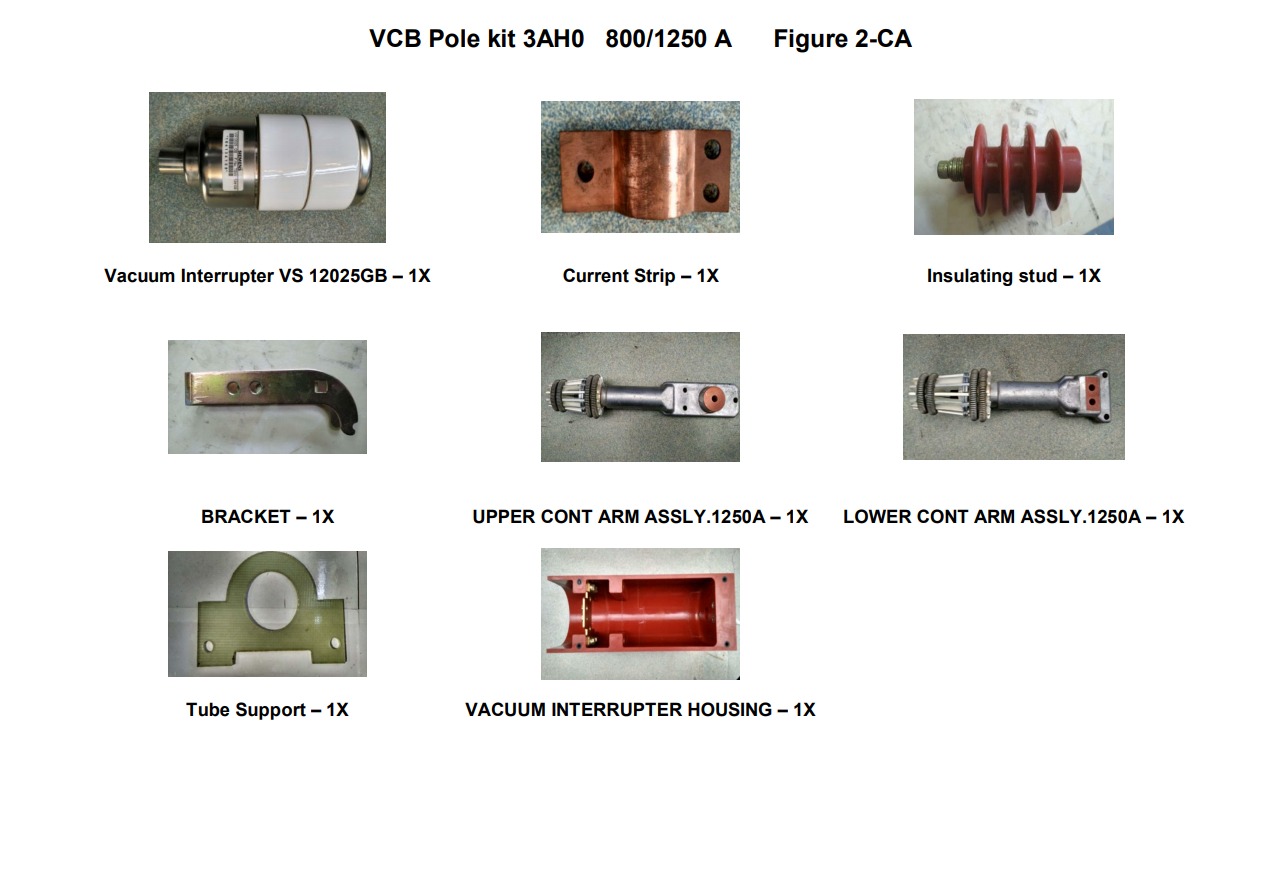 VCB Pole kit 3AH0 800/1250 A Figure 2-CA
Vacuum Interrupter VS 12025GB – 1X
Current Strip – 1X
Insulating stud – 1X
BRACKET – 1X
UPPER CONT ARM ASSLY.1250A – 1X
LOWER CONT ARM ASSLY.1250A – 1X
Tube Support – 1X
VACUUM INTERRUPTER HOUSING – 1X